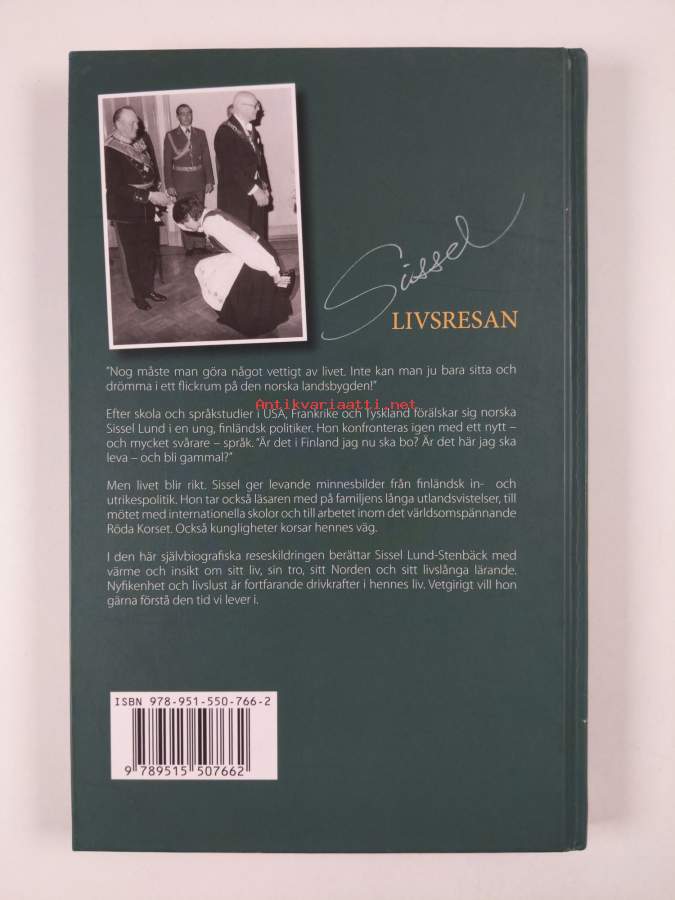 Sissel
LIVSRESAN
"Nog måste man göra något vettigt av livet. Inte kan man ju bara sitta och
drömma i ett flickrum på den norska landsbygden!"
Antikvariaatti.net
Efter skola och språkstudier i USA, Frankrike och Tyskland förälskar sig norska
Sissel Lund i en ung, finländsk politiker. Hon konfronteras igen med ett nytt –
och mycket svårare – språk. "Är det i Finland jag nu ska bo? Är det här jag ska
leva – och bli gammal?"
Men livet blir rikt. Sissel ger levande minnesbilder från finländsk in- och
utrikespolitik. Hon tar också läsaren med på familjens långa utlandsvistelser, till
mötet med internationella skolor och till arbetet inom det världsomspännande
Röda Korset. Också kungligheter korsar hennes väg.
I den här självbiografiska reseskildringen berättar Sissel Lund-Stenbäck med
värme och insikt om sitt liv, sin tro, sitt Norden och sitt livslånga lärande.
Nyfikenhet och livslust är fortfarande drivkrafter i hennes liv. Vetgirigt vill hon
gärna förstå den tid vi lever i.
ISBN 978-951-550-766-2
9 789515 507662